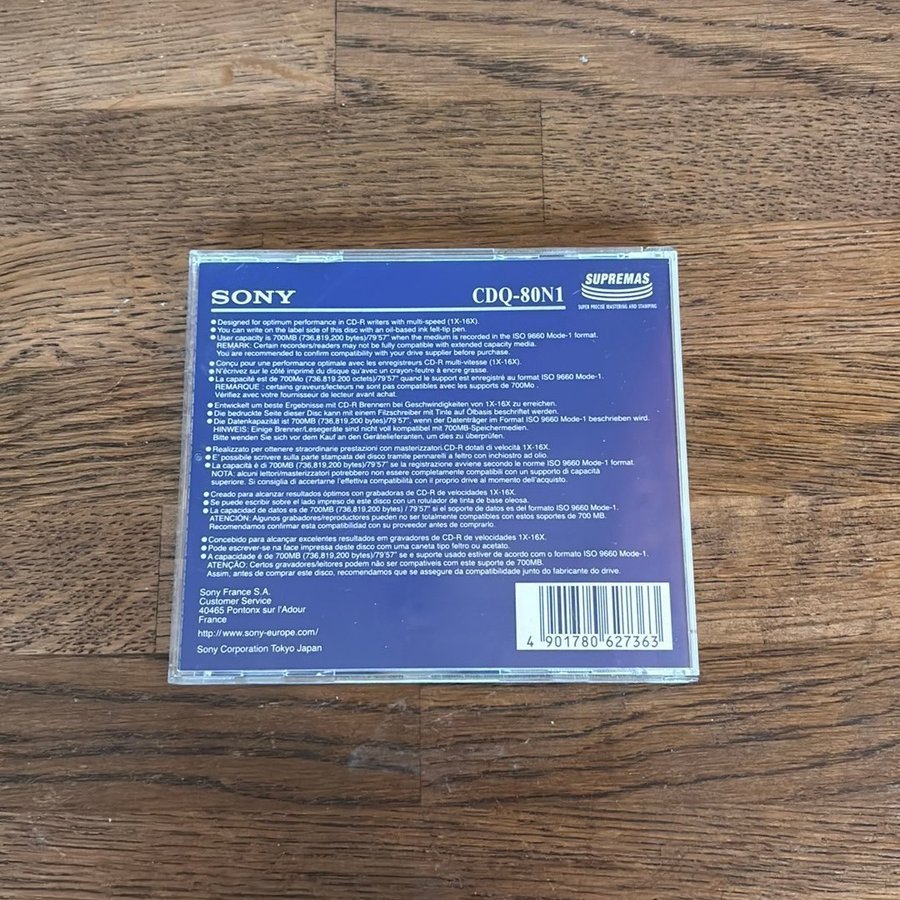 SONY
CDQ-80N1
SUPREMAS
SUPER PRECISE MASTERING AND STAMPING
● Designed for optimum performance in CD-R writers with multi-speed (1X-16X).
● You can write on the label side of this disc with an oil-based ink felt-tip pen.
● User capacity is 700MB (736,819,200 bytes)/79'57" when the medium is recorded in the ISO 9660 Mode-1 format.
REMARK: Certain recorders/readers may not be fully compatible with extended capacity media.
You are recommended to confirm compatibility with your drive supplier before purchase.
● Conçu pour une performance optimale avec les enregistreurs CD-R multi-vitesse (1X-16X).
● N'écrivez sur le côté imprimé du disque qu'avec un crayon-feutre à encre grasse.
● La capacité est de 700Mo (736,819,200 octets)/79'57" quand le support est enregistré au format ISO 9660 Mode-1.
REMARQUE : certains graveurs/lecteurs ne sont pas compatibles avec les supports de 700Mo .
Vérifiez avec votre fournisseur de lecteur avant achat.
● Entwickelt um beste Ergebnisse mit CD-R Brennern bei Geschwindigkeiten von 1X-16X zu erreichen.
● Die bedruckte Seite dieser Disc kann mit einem Filzschreiber mit Tinte auf Ölbasis beschriftet werden.
● Die Datenkapazität ist 700MB (736,819,200 bytes)/79'57", wenn der Datenträger im Format ISO 9660 Mode-1 beschrieben wird.
HINWEIS: Einige Brenner/Lesegeräte sind nicht voll kompatibel mit 700MB-Speichermedien.
Bitte wenden Sie sich vor dem Kauf an den Gerätelieferanten, um dies zu überprüfen.
● Realizzato per ottenere straordinarie prestazioni con masterizzatori CD-R dotati di velocità 1X-16X.
● E' possibile scrivere sulla parte stampata del disco tramite pennarelli a feltro con inchiostro ad olio.
● La capacità è di 700MB (736,819,200 bytes)/79'57" se la registrazione avviene secondo le norme ISO 9660 Mode-1 format.
NOTA: alcuni lettori/masterizzatori potrebbero non essere completamente compatibili con un supporto di capacità
superiore. Si consiglia di accertarne l'effettiva compatibilità con il proprio drive al momento dell'acquisto.
● Creado para alcanzar resultados óptimos con grabadoras de CD-R de velocidades 1X-16X.
● Se puede escribir sobre el lado impreso de este disco con un rotulador de tinta de base oleosa.
● La capacidad de datos es de 700MB (736,819,200 bytes) / 79'57" si el soporte de datos es del formato ISO 9660 Mode-1.
ATENCIÓN: Algunos grabadores/reproductores pueden no ser totalmente compatibles con estos soportes de 700 MB.
Recomendamos confirmar esta compatibilidad con su proveedor antes de comprarlo.
● Concebido para alcançar excelentes resultados em gravadores de CD-R de velocidades 1X-16X.
● Pode escrever-se na face impressa deste disco com uma caneta tipo feltro ou acetato.
● A capacidade é de 700MB (736,819,200 bytes)/79'57" se e suporte usado estiver de acordo com o formato ISO 9660 Mode-1.
ATENÇÃO: Certos gravadores/leitores podem não ser compatíveis com este suporte de 700MB.
Assim, antes de comprar este disco, recomendamos que se assegure da compatibilidade junto do fabricante do drive.
Sony France S.A.
Customer Service
40465 Pontonx sur l'Adour
France
http://www.sony-europe.com/
Sony Corporation Tokyo Japan
4 901780 627363